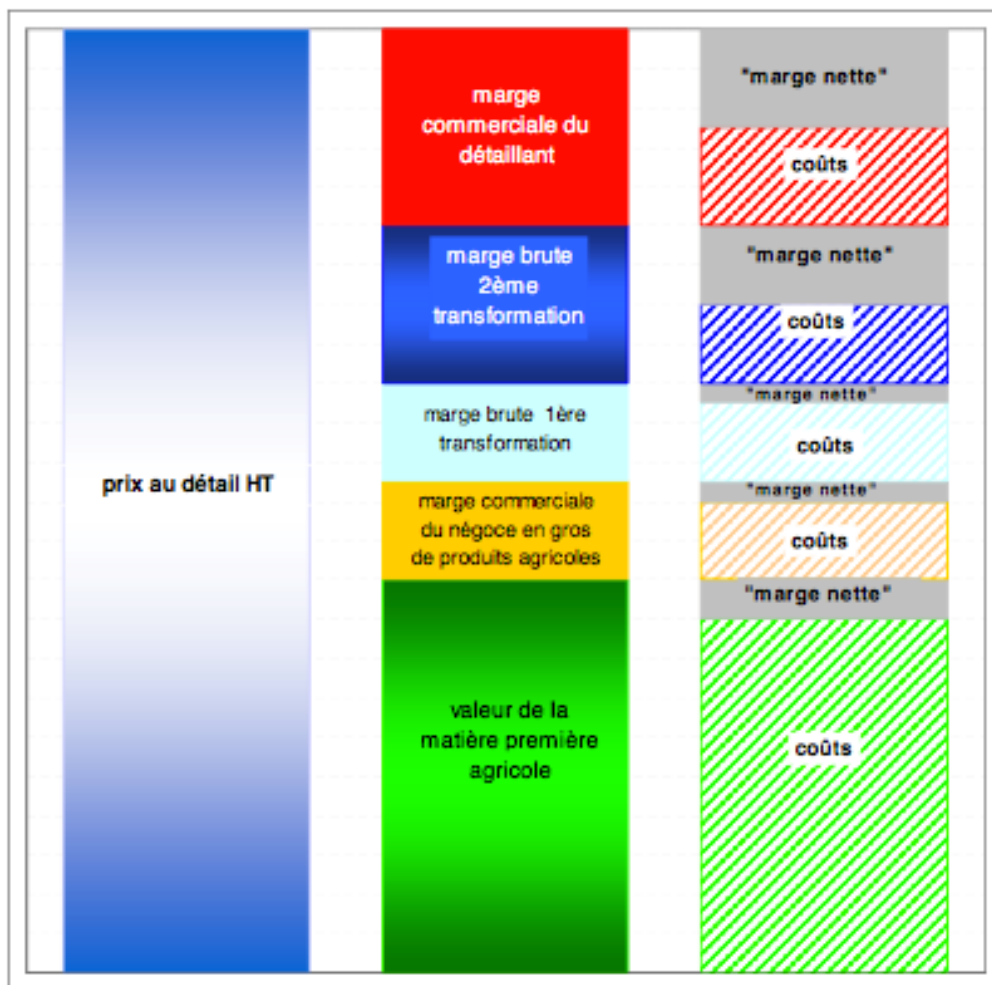 prix au détail HT
marge
commerciale du
détaillant
marge brute
2ème
transformation
marge brute 1ère
transformation
marge commerciale
du négoce en gros
de produits agricoles
valeur de la
matière première
agricole
"marge nette"
coûts
"marge nette"
coûts
"marge nette"
coûts
"marge nette"
coûts
"marge nette"
coûts